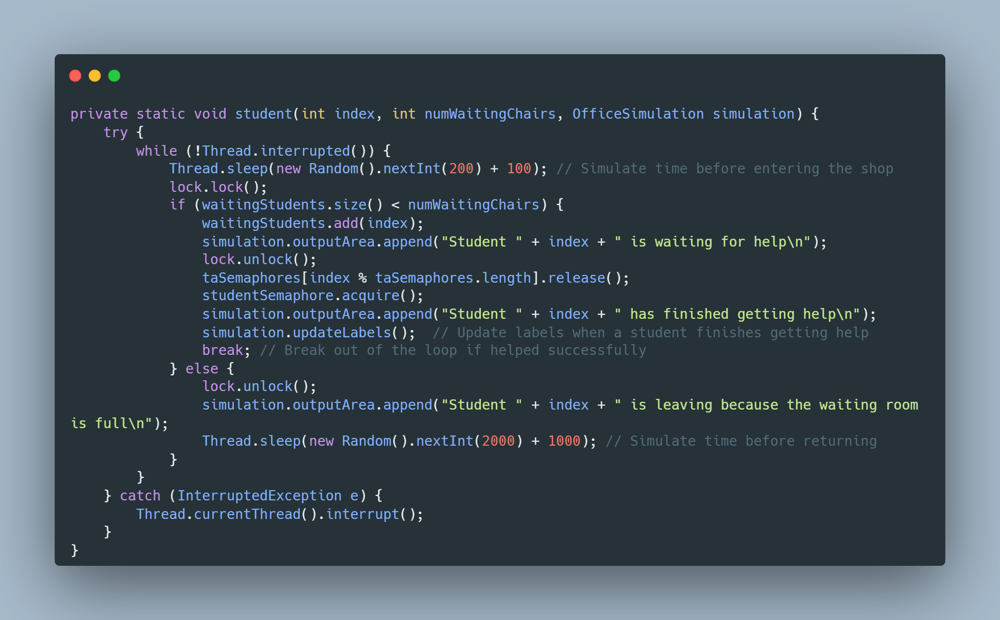 private static void student(int index, int numWaitingChairs, OfficeSimulation simulation) {
    try {
        while (!Thread.interrupted()) {
            Thread.sleep(new Random().nextInt(200) + 100); // Simulate time before entering the shop
            lock.lock();
            if (waitingStudents.size() < numWaitingChairs) {
                waitingStudents.add(index);
                simulation.outputArea.append("Student " + index + " is waiting for help\n");
                lock.unlock();
                taSemaphores[index % taSemaphores.length].release();
                studentSemaphore.acquire();
                simulation.outputArea.append("Student " + index + " has finished getting help\n");
                simulation.updateLabels();  // Update labels when a student finishes getting help
                break; // Break out of the loop if helped successfully
            } else {
                lock.unlock();
                simulation.outputArea.append("Student " + index + " is leaving because the waiting room
is full\n");
                Thread.sleep(new Random().nextInt(2000) + 1000); // Simulate time before returning
            }
        }
    } catch (InterruptedException e) {
        Thread.currentThread().interrupt();
    }
}